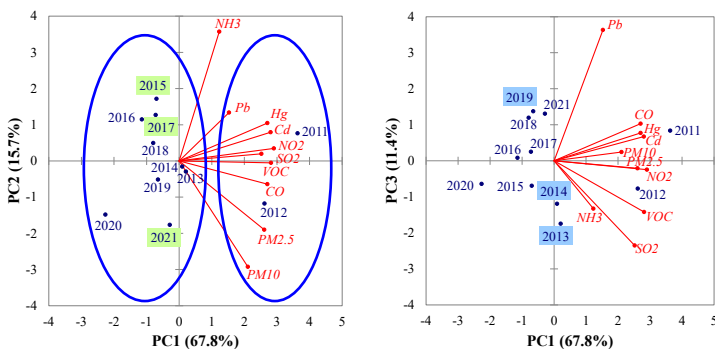 4
3
2
1
0
-1
-2
-3
-4
-4 -3 -2 -1 0 1 2 3 4 5
PC2 (15.7%)
PC1 (67.8%)
NH3
2015
2016
2017
2018
2014
2013
2019
2020
2021
Pb
Hg
Cd
2011
NO2
SO2
VOC
CO
2012
PM2.5
PM10
4
3
2
1
0
-1
-2
-3
-4
-4 -3 -2 -1 0 1 2 3 4 5
PC3 (11.4%)
PC1 (67.8%)
Pb
2019
2021
2018
2017
2016
2020
2015
2014
2013
CO
Hg
Cd
2011
PM10
PM2.5
NO2
2012
NH3
VOC
SO2